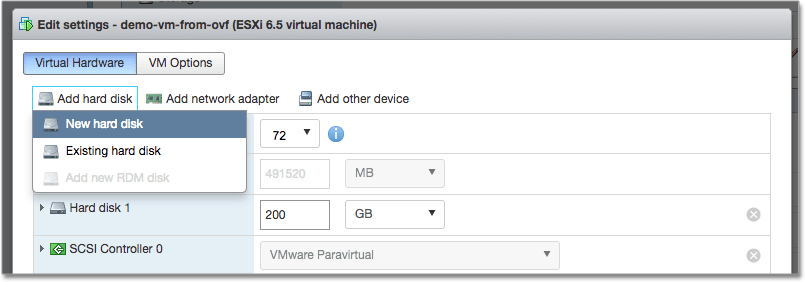 Edit settings - demo-vm-from-ovf (ESXi 6.5 virtual machine)
Virtual Hardware VM Options
Add hard disk Add network adapter Add other device
New hard disk
72
Existing hard disk
Add new RDM disk
491520 MB
Hard disk 1 200 GB
SCSI Controller 0 VMware Paravirtual